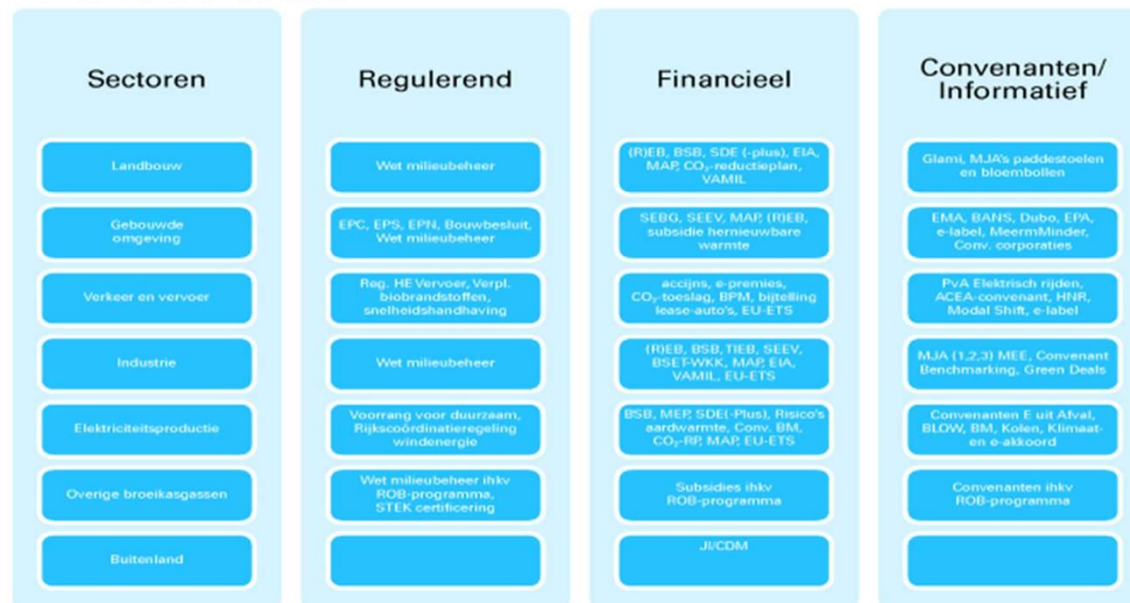 Sectoren
Regulerend
Financieel
Convenanten/
Informatief
Landbouw
Wet milieubeheer
(R)EB, BSB, SDE (-plus), EIA,
MAP, CO₂-reductieplan,
VAMIL
Glami, MJA's paddestoelen
en bloembollen
Gebouwde
omgeving
EPC, EPS, EPN, Bouwbesluit,
Wet milieubeheer
SEBG, SEEV, MAP, (R)EB,
subsidie hernieuwbare
warmte
EMA, BANS, Dubo, EPA,
e-label, MeermMinder,
Conv. corporaties
Verkeer en vervoer
Reg. HE Vervoer, Verpl.
biobrandstoffen,
snelheidshandhaving
accijns, e-premies,
CO₂-toeslag, BPM, bijtelling
lease-auto's, EU-ETS
PvA Elektrisch rijden,
ACEA-convenant, HNR,
Modal Shift, e-label
Industrie
Wet milieubeheer
(R)EB, BSB, TIEB, SEEV,
BSET-WKK, MAP, EIA,
VAMIL, EU-ETS
MJA (1,2,3) MEE, Convenant
Benchmarking, Green Deals
Elektriciteitsproductie
Voorrang voor duurzaam,
Rijkscoördinatieregeling
windenergie
BSB, MEP, SDE(-Plus), Risico's
aardwarmte, Conv. BM,
CO₂-RP, MAP, EU-ETS
Convenanten E uit Afval,
BLOW, BM, Kolen, Klimaat-
en e-akkoord
Overige broeikasgassen
Wet milieubeheer ihkv
ROB-programma,
STEK certificering
Subsidies ihkv
ROB-programma
Convenanten ihkv
ROB-programma
Buitenland
JI/CDM